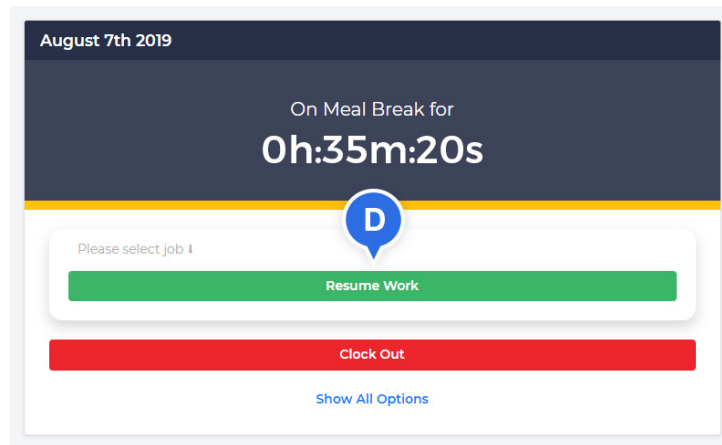 August 7th 2019
On Meal Break for
0h:35m:20s
D
Please select job ⬇
Resume Work
Clock Out
Show All Options